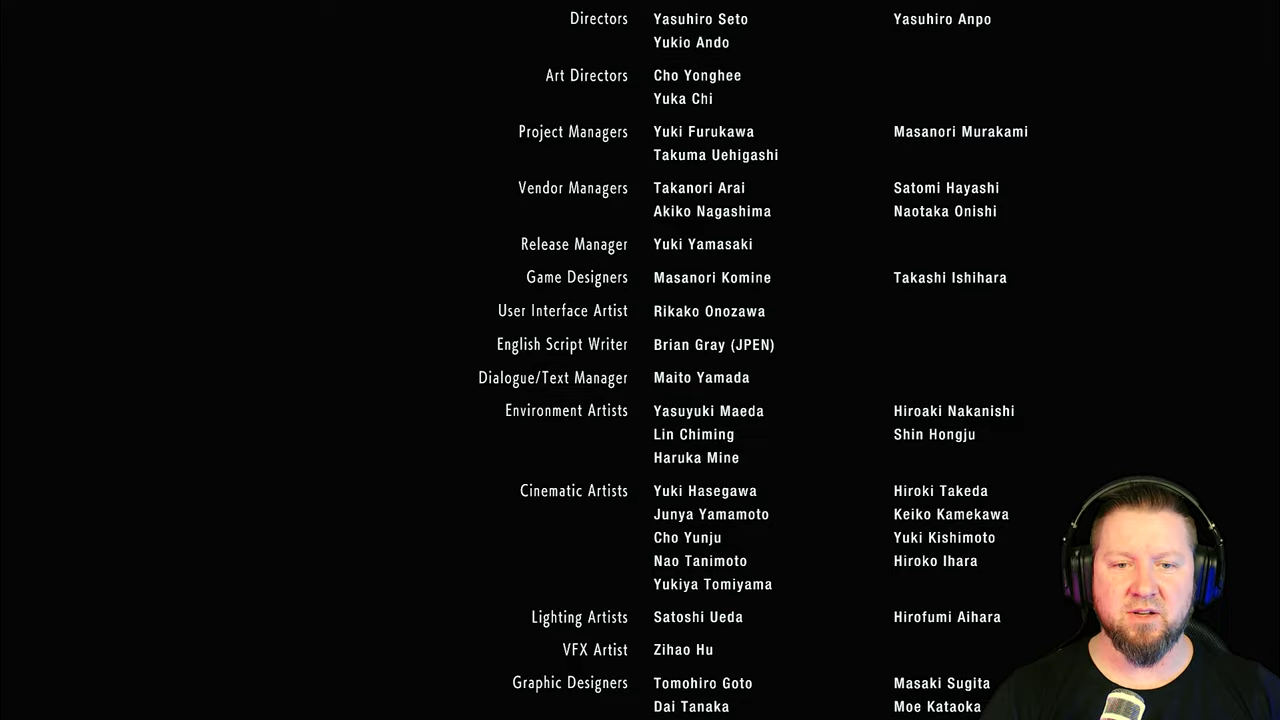 Directors Yasuhiro Seto Yasuhiro Anpo
Yukio Ando
Art Directors Cho Yonghee
Yuka Chi
Project Managers Yuki Furukawa Masanori Murakami
Takuma Uehigashi
Vendor Managers Takanori Arai Satomi Hayashi
Akiko Nagashima Naotaka Onishi
Release Manager Yuki Yamasaki
Game Designers Masanori Komine Takashi Ishihara
User Interface Artist Rikako Onozawa
English Script Writer Brian Gray (JPEN)
Dialogue/Text Manager Maito Yamada
Environment Artists Yasuyuki Maeda Hiroaki Nakanishi
Lin Chiming Shin Hongju
Haruka Mine
Cinematic Artists Yuki Hasegawa Hiroki Takeda
Junya Yamamoto Keiko Kamekawa
Cho Yunju Yuki Kishimoto
Nao Tanimoto Hiroko Ihara
Yukiya Tomiyama
Lighting Artists Satoshi Ueda Hirofumi Aihara
VFX Artist Zihao Hu
Graphic Designers Tomohiro Goto Masaki Sugita
Dai Tanaka Moe Kataoka